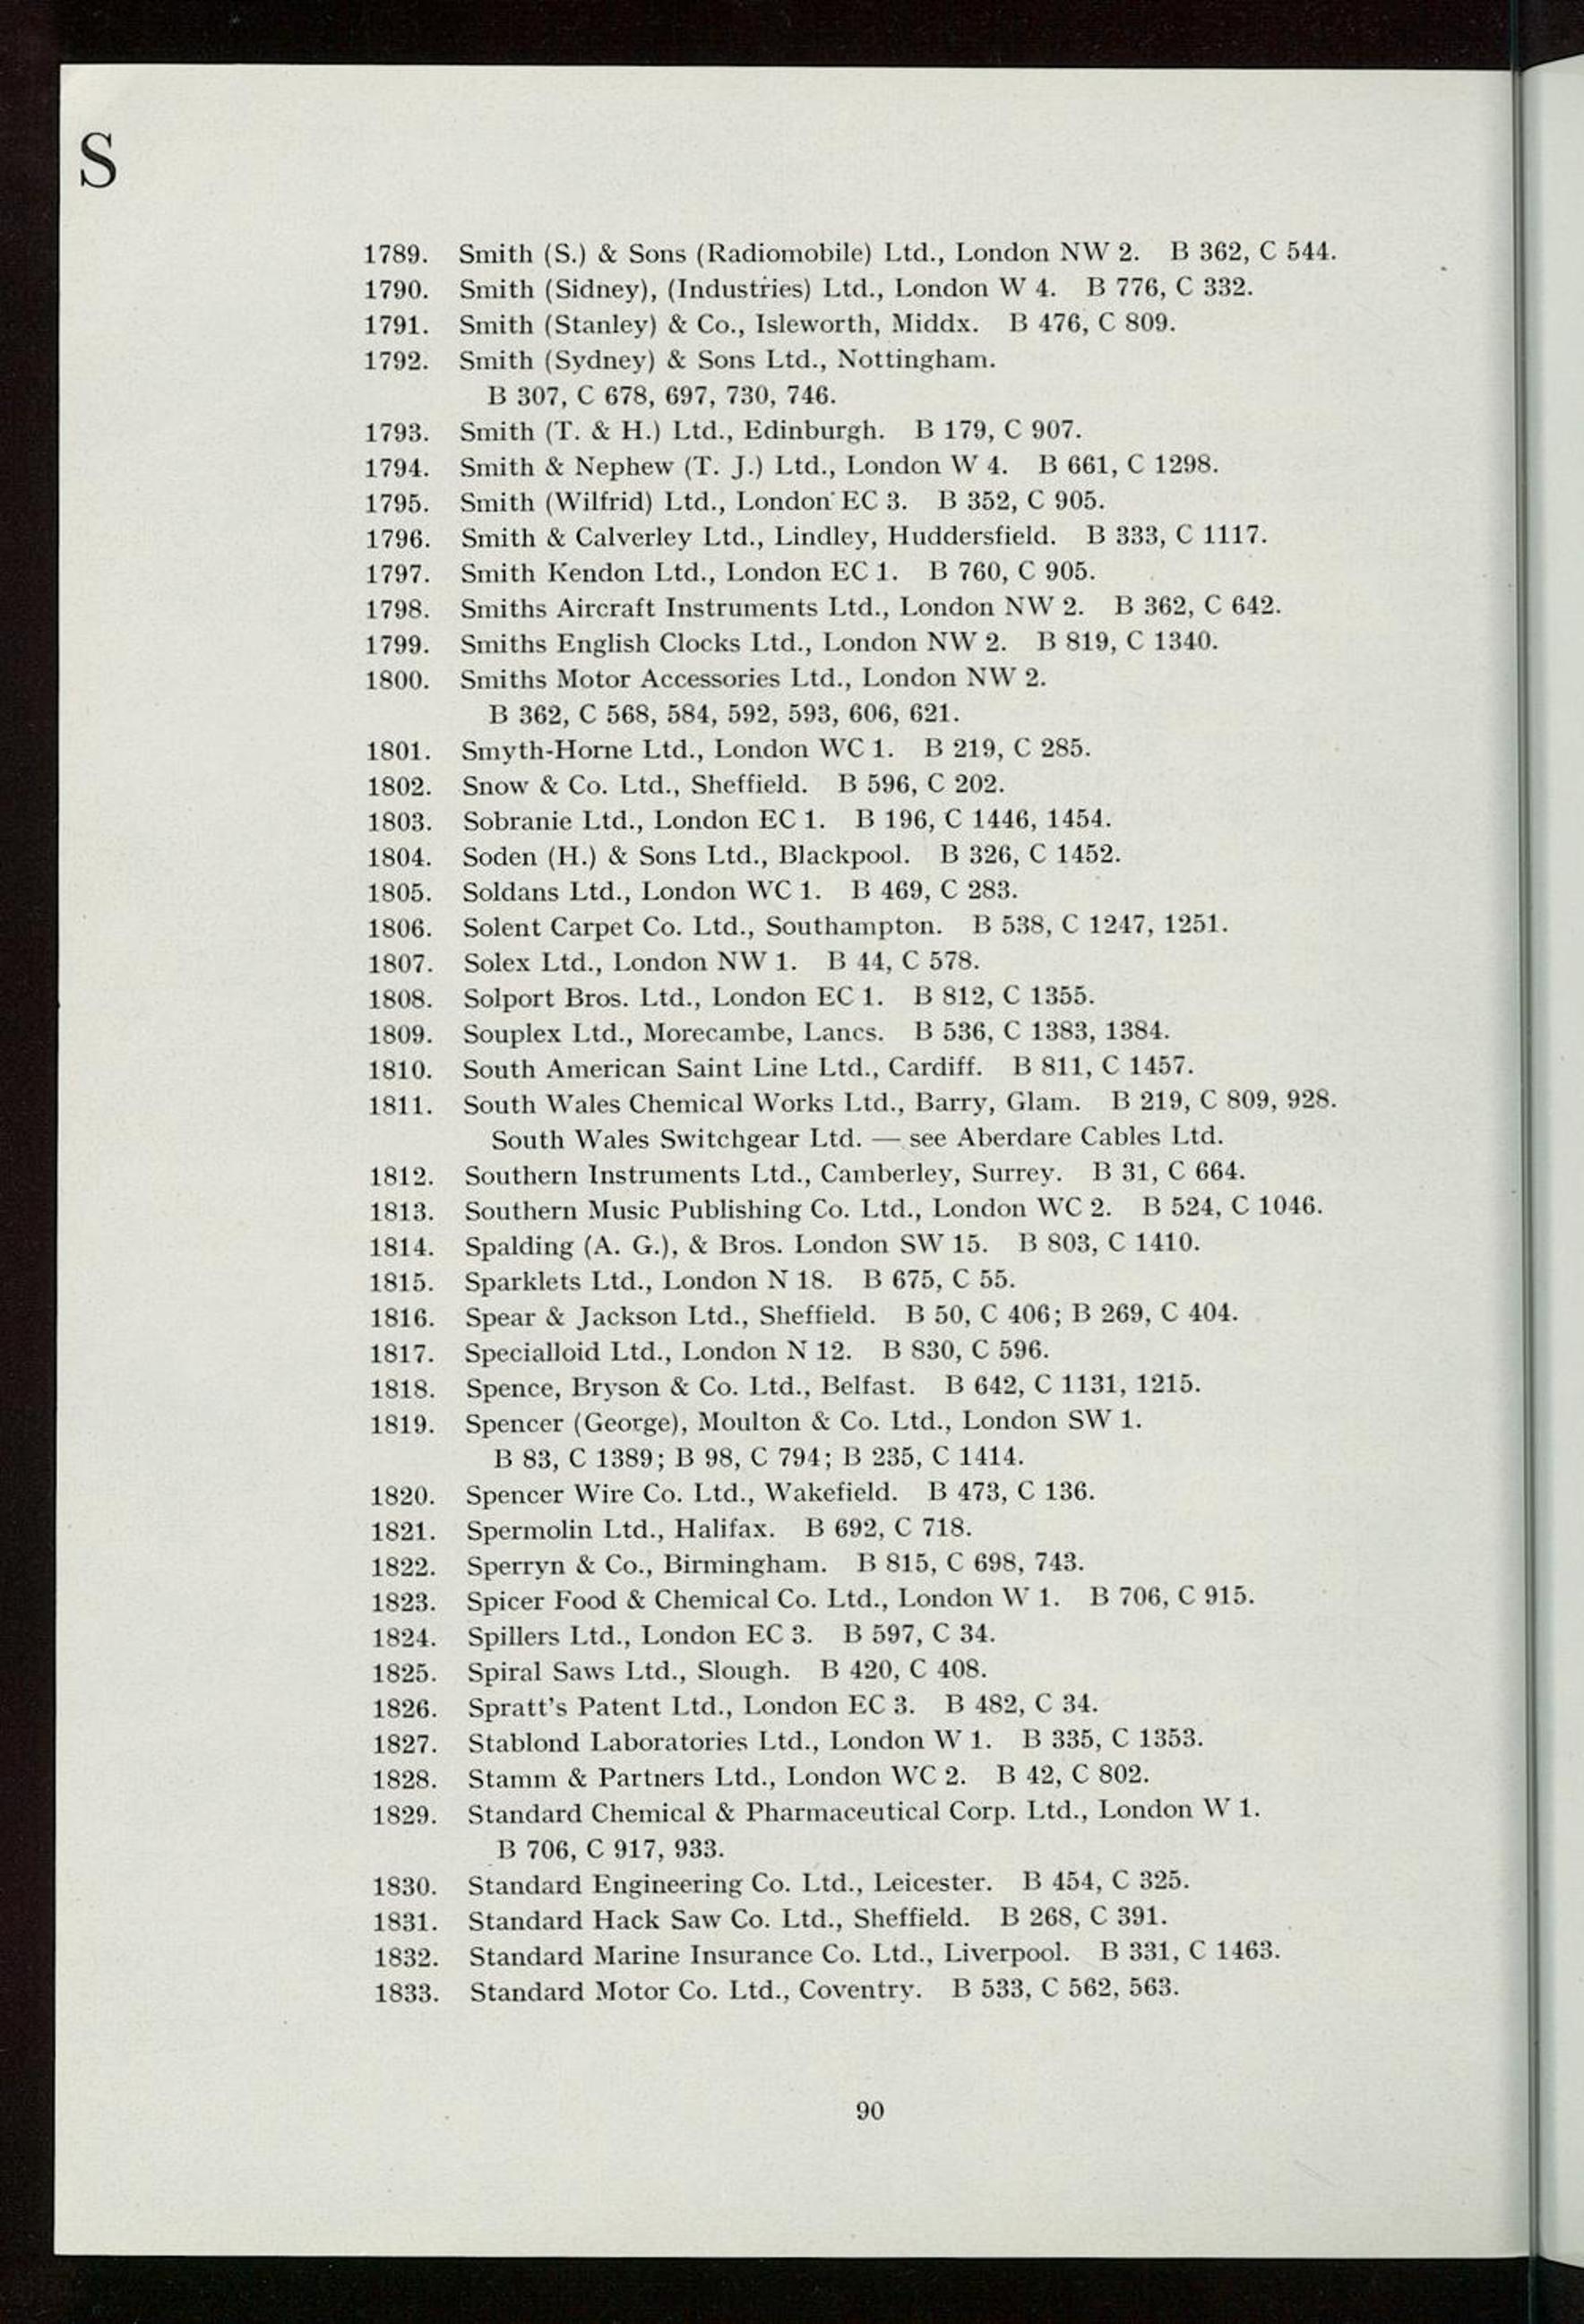 S
1789. Smith (S.) & Sons (Radiomobile) Ltd., London NW 2. B 362, C 544.
1790. Smith (Sidney), (Industries) Ltd., London W 4. B 776, C 332.
1791. Smith (Stanley) & Co., Isleworth, Middx. B 476, C 809.
1792. Smith (Sydney) & Sons Ltd., Nottingham.
B 307, C 678, 697, 730, 746.
1793. Smith (T. & H.) Ltd., Edinburgh. B 179, C 907.
1794. Smith & Nephew (T. J.) Ltd., London W 4. B 661, C 1298.
1795. Smith (Wilfrid) Ltd., London EC 3. B 352, C 905.
1796. Smith & Calverley Ltd., Lindley, Huddersfield. B 333, C 1117.
1797. Smith Kendon Ltd., London EC 1. B 760, C 905.
1798. Smiths Aircraft Instruments Ltd., London NW 2. B 362, C 642.
1799. Smiths English Clocks Ltd., London NW 2. B 819, C 1340.
1800. Smiths Motor Accessories Ltd., London NW 2.
B 362, C 568, 584, 592, 593, 606, 621.
1801. Smyth-Horne Ltd., London WC 1. B 219, C 285.
1802. Snow & Co. Ltd., Sheffield. B 596, C 202.
1803. Sobranie Ltd., London EC 1. B 196, C 1446, 1454.
1804. Soden (H.) & Sons Ltd., Blackpool. B 326, C 1452.
1805. Soldans Ltd., London WC 1. B 469, C 283.
1806. Solent Carpet Co. Ltd., Southampton. B 538, C 1247, 1251.
1807. Solex Ltd., London NW 1. B 44, C 578.
1808. Solport Bros. Ltd., London EC 1. B 812, C 1355.
1809. Souplex Ltd., Morecambe, Lancs. B 536, C 1383, 1384.
1810. South American Saint Line Ltd., Cardiff. B 811, C 1457.
1811. South Wales Chemical Works Ltd., Barry, Glam. B 219, C 809, 928.
South Wales Switchgear Ltd. — see Aberdare Cables Ltd.
1812. Southern Instruments Ltd., Camberley, Surrey. B 31, C 664.
1813. Southern Music Publishing Co. Ltd., London WC 2. B 524, C 1046.
1814. Spalding (A. G.), & Bros. London SW 15. B 803, C 1410.
1815. Sparklets Ltd., London N 18. B 675, C 55.
1816. Spear & Jackson Ltd., Sheffield. B 50, C 406; B 269, C 404.
1817. Specialloid Ltd., London N 12. B 830, C 596.
1818. Spence, Bryson & Co. Ltd., Belfast. B 642, C 1131, 1215.
1819. Spencer (George), Moulton & Co. Ltd., London SW 1.
B 83, C 1389; B 98, C 794; B 235, C 1414.
1820. Spencer Wire Co. Ltd., Wakefield. B 473, C 136.
1821. Spermolin Ltd., Halifax. B 692, C 718.
1822. Sperryn & Co., Birmingham. B 815, C 698, 743.
1823. Spicer Food & Chemical Co. Ltd., London W 1. B 706, C 915.
1824. Spillers Ltd., London EC 3. B 597, C 34.
1825. Spiral Saws Ltd., Slough. B 420, C 408.
1826. Spratt's Patent Ltd., London EC 3. B 482, C 34.
1827. Stablond Laboratories Ltd., London W 1. B 335, C 1353.
1828. Stamm & Partners Ltd., London WC 2. B 42, C 802.
1829. Standard Chemical & Pharmaceutical Corp. Ltd., London W 1.
B 706, C 917, 933.
1830. Standard Engineering Co. Ltd., Leicester. B 454, C 325.
1831. Standard Hack Saw Co. Ltd., Sheffield. B 268, C 391.
1832. Standard Marine Insurance Co. Ltd., Liverpool. B 331, C 1463.
1833. Standard Motor Co. Ltd., Coventry. B 533, C 562, 563.
90